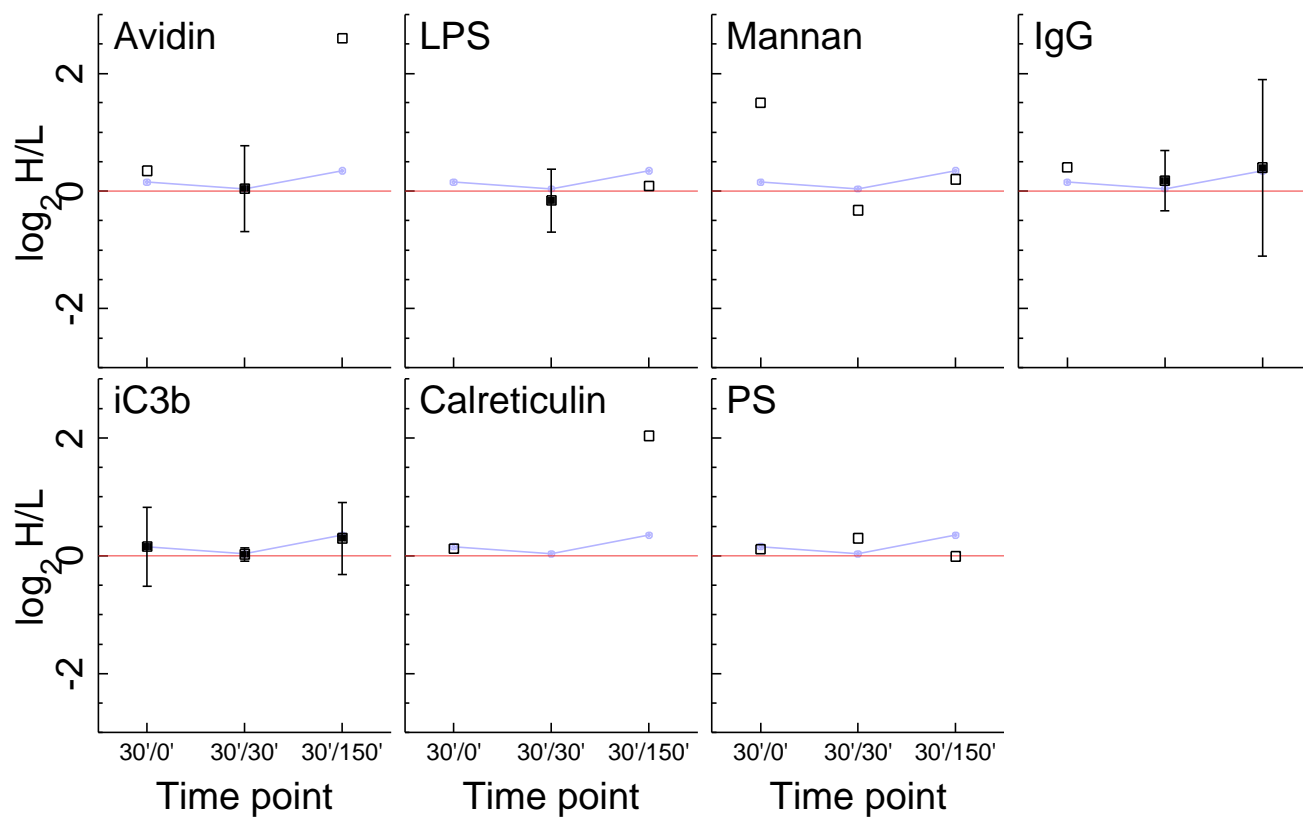 Avidin LPS Mannan IgG
log2 H/L
2
0
-2
iC3b Calreticulin PS
log2 H/L
2
0
-2
30'/0' 30'/30' 30'/150' 30'/0' 30'/30' 30'/150' 30'/0' 30'/30' 30'/150'
Time point Time point Time point